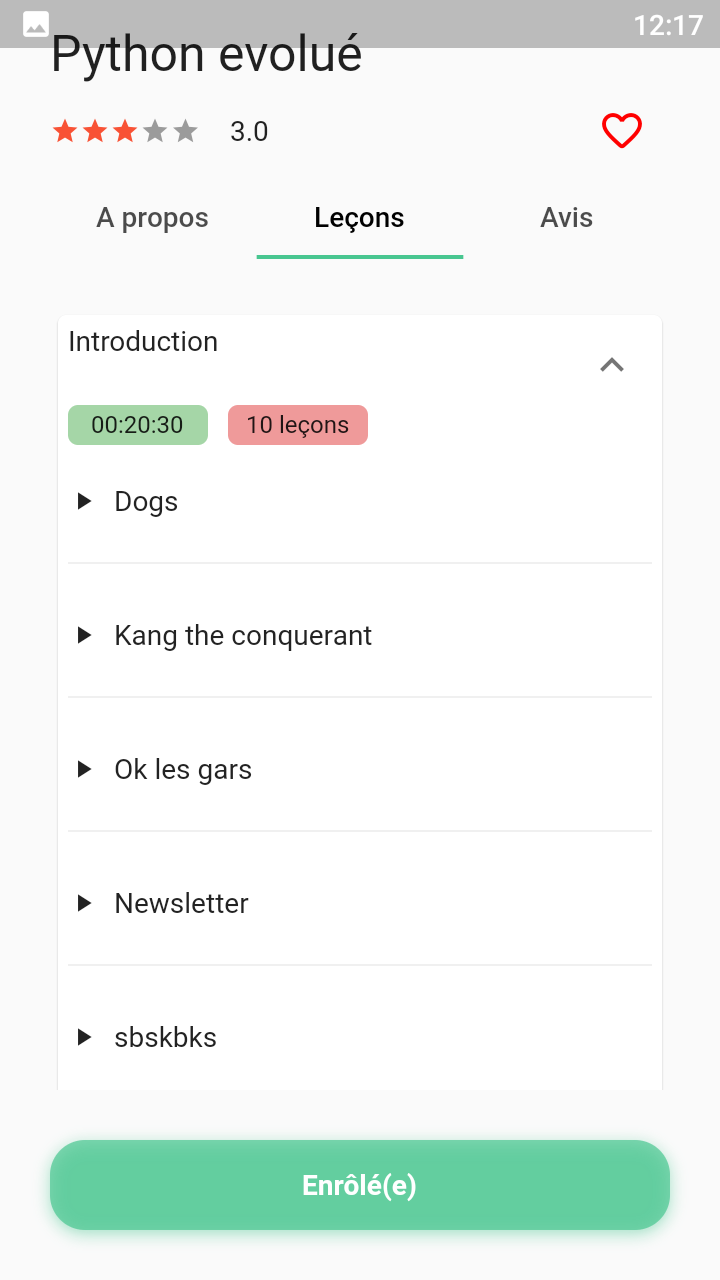 12:17
Python evolué
3.0
A propos
Leçons
Avis
Introduction
00:20:30
10 leçons
Dogs
Kang the conquerant
Ok les gars
Newsletter
sbskbks
Enrôlé(e)